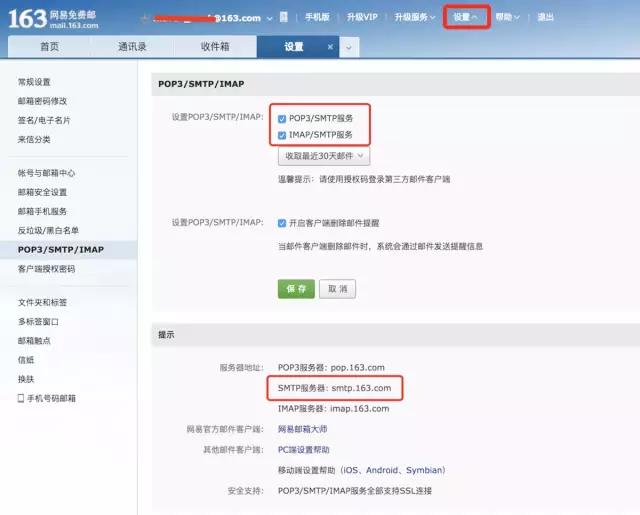 163 网易免费邮
mail.163.com
@163.com
手机版 升级VIP 升级服务 设置 帮助 退出
首页 通讯录 收件箱 设置
常规设置
邮箱密码修改
签名/电子名片
来信分类
帐号与邮箱中心
邮箱安全设置
邮箱手机服务
反垃圾/黑白名单
POP3/SMTP/IMAP
客户端授权密码
文件夹和标签
多标签窗口
邮箱触点
信纸
换肤
手机号码邮箱
POP3/SMTP/IMAP
设置POP3/SMTP/IMAP: POP3/SMTP服务
IMAP/SMTP服务
收取最近30天邮件
温馨提示：请使用授权码登录第三方邮件客户端
设置POP3/SMTP/IMAP: 开启客户端删除邮件提醒
当邮件客户端删除邮件时，系统会通过邮件发送提醒信息
保存 取消
提示
服务器地址: POP3服务器: pop.163.com
SMTP服务器: smtp.163.com
IMAP服务器: imap.163.com
网易官方邮件客户端: 网易邮箱大师
其他邮件客户端: PC端设置帮助
移动端设置帮助（iOS、Android、Symbian）
安全支持: POP3/SMTP/IMAP服务全部支持SSL连接